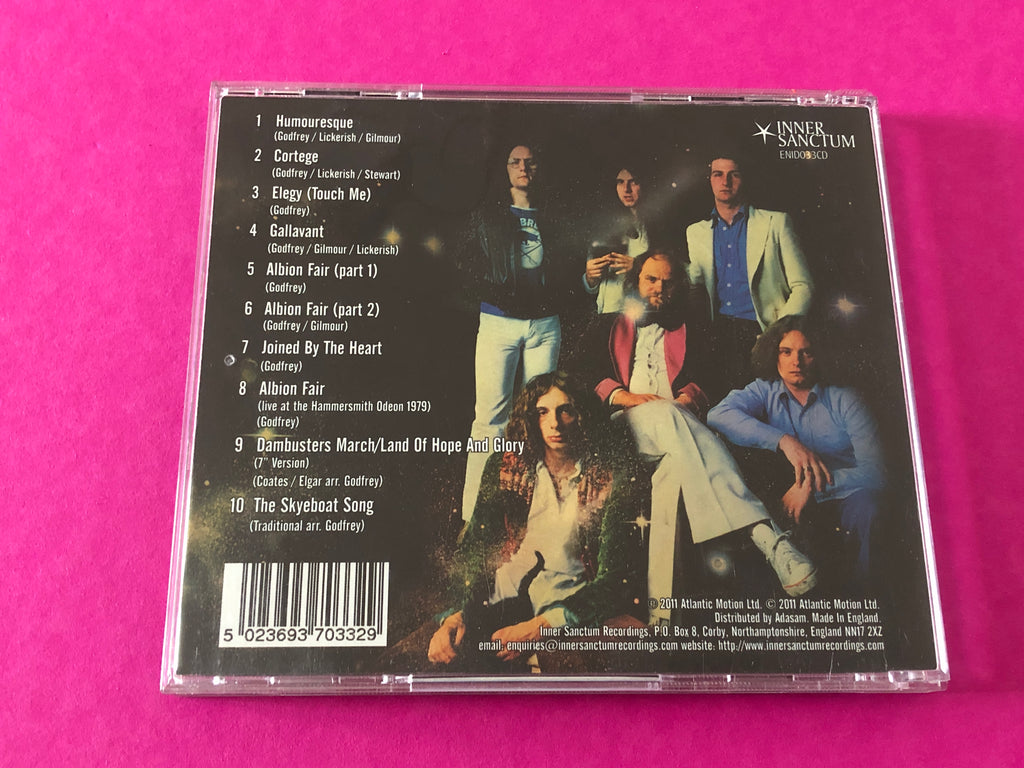 1 Humouresque
(Godfrey / Lickerish / Gilmour)
2 Cortege
(Godfrey / Lickerish / Stewart)
3 Elegy (Touch Me)
(Godfrey)
4 Gallavant
(Godfrey / Gilmour / Lickerish)
5 Albion Fair (part 1)
(Godfrey)
6 Albion Fair (part 2)
(Godfrey / Gilmour)
7 Joined By The Heart
(Godfrey)
8 Albion Fair
(live at the Hammersmith Odeon 1979)
(Godfrey)
9 Dambusters March/Land Of Hope And Glory
(7" Version)
(Coates / Elgar arr. Godfrey)
10 The Skyeboat Song
(Traditional arr. Godfrey)
INNER
SANCTUM
ENID033CD
5 023693 703329
℗ 2011 Atlantic Motion Ltd. © 2011 Atlantic Motion Ltd.
Distributed by Adasam. Made In England.
Inner Sanctum Recordings, P.O. Box 8, Corby, Northamptonshire, England NN17 2XZ
email: enquiries@innersanctumrecordings.com website: http://www.innersanctumrecordings.com